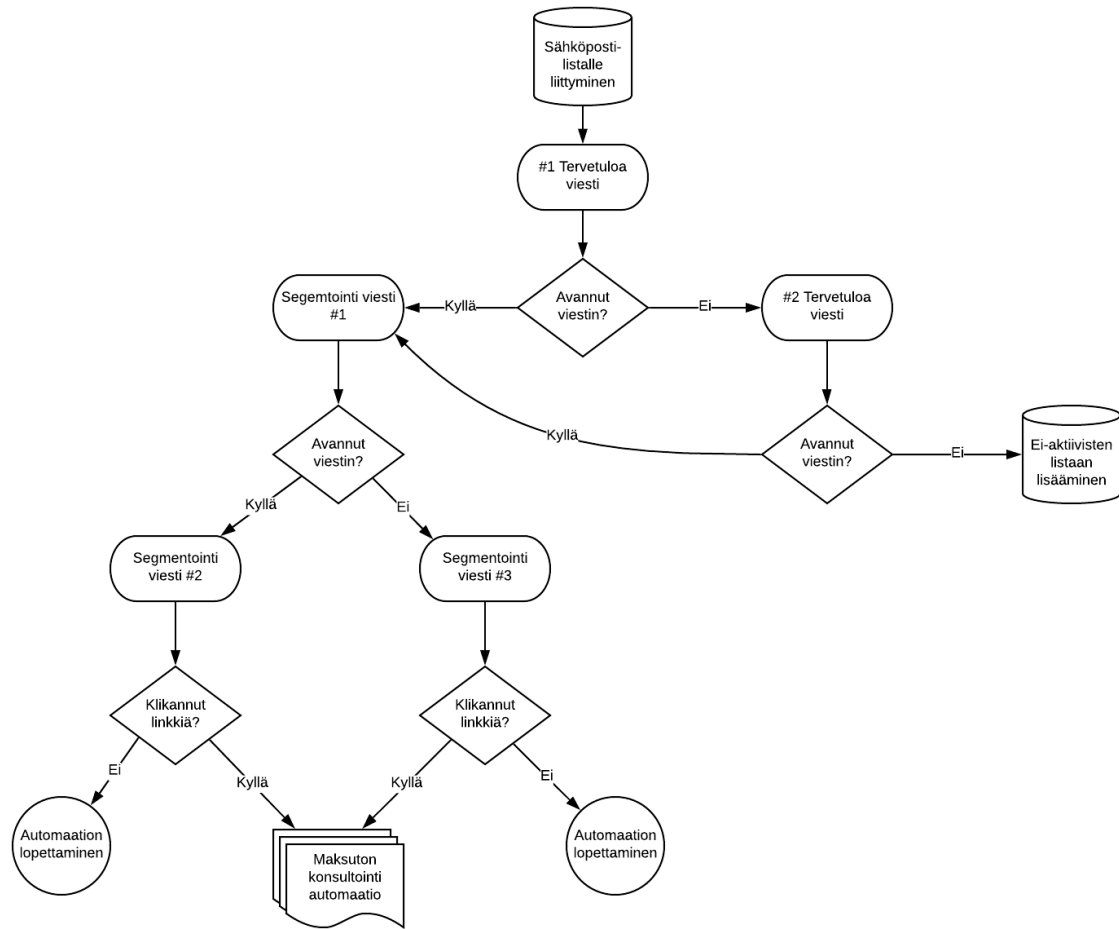 Sähköposti-
listalle
liittyminen
#1 Tervetuloa
viesti
Avannut
viestin?
Kyllä
Ei
Segemtointi viesti
#1
#2 Tervetuloa
viesti
Avannut
viestin?
Kyllä
Ei
Kyllä
Avannut
viestin?
Ei
Ei-aktiivisten
listaan
lisääminen
Segmentointi
viesti #2
Segmentointi
viesti #3
Klikannut
linkkiä?
Klikannut
linkkiä?
Ei
Kyllä
Kyllä
Ei
Automaation
lopettaminen
Maksuton
konsultointi
automaatio
Automaation
lopettaminen